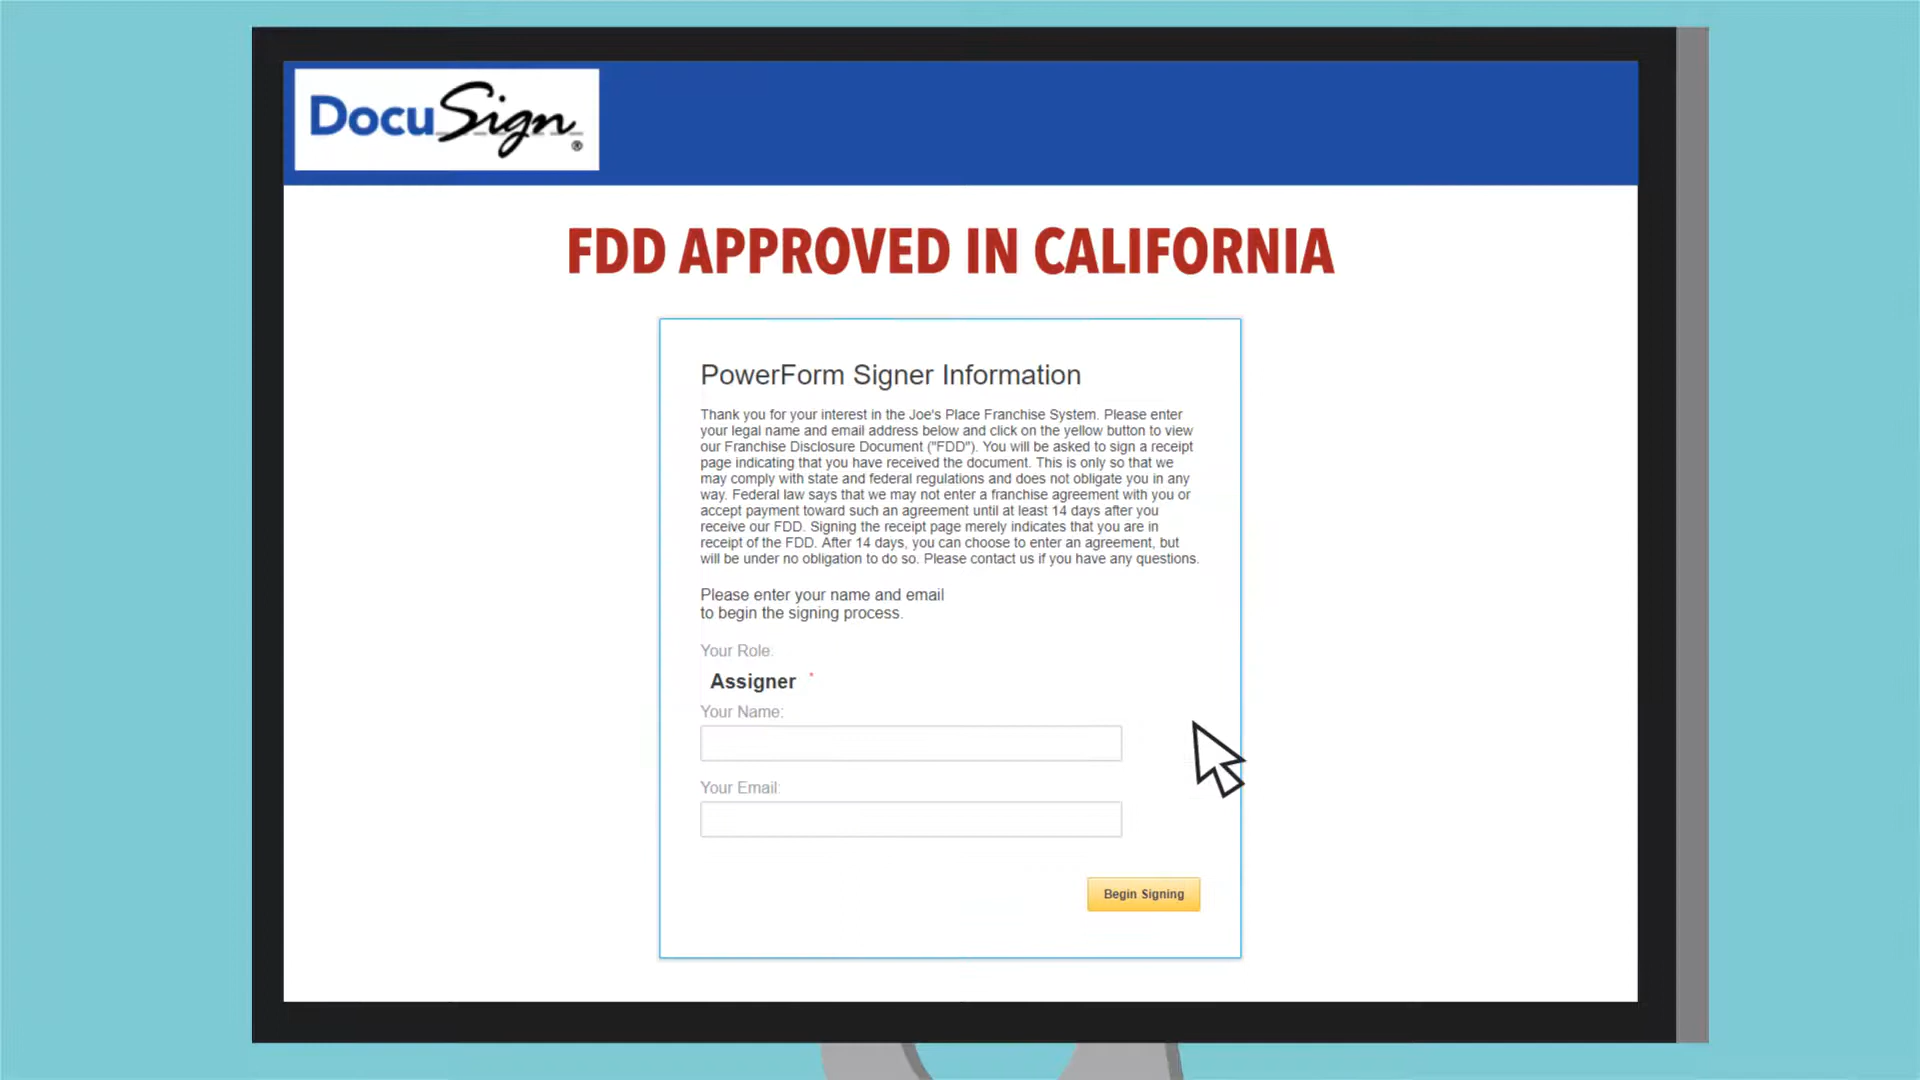 DocuSign®
FDD APPROVED IN CALIFORNIA
PowerForm Signer Information
Thank you for your interest in the Joe's Place Franchise System. Please enter
your legal name and email address below and click on the yellow button to view
our Franchise Disclosure Document ("FDD"). You will be asked to sign a receipt
page indicating that you have received the document. This is only so that we
may comply with state and federal regulations and does not obligate you in any
way. Federal law says that we may not enter a franchise agreement with you or
accept payment toward such an agreement until at least 14 days after you
receive our FDD. Signing the receipt page merely indicates that you are in
receipt of the FDD. After 14 days, you can choose to enter an agreement, but
will be under no obligation to do so. Please contact us if you have any questions.
Please enter your name and email
to begin the signing process.
Your Role:
Assigner *
Your Name:
Your Email:
Begin Signing